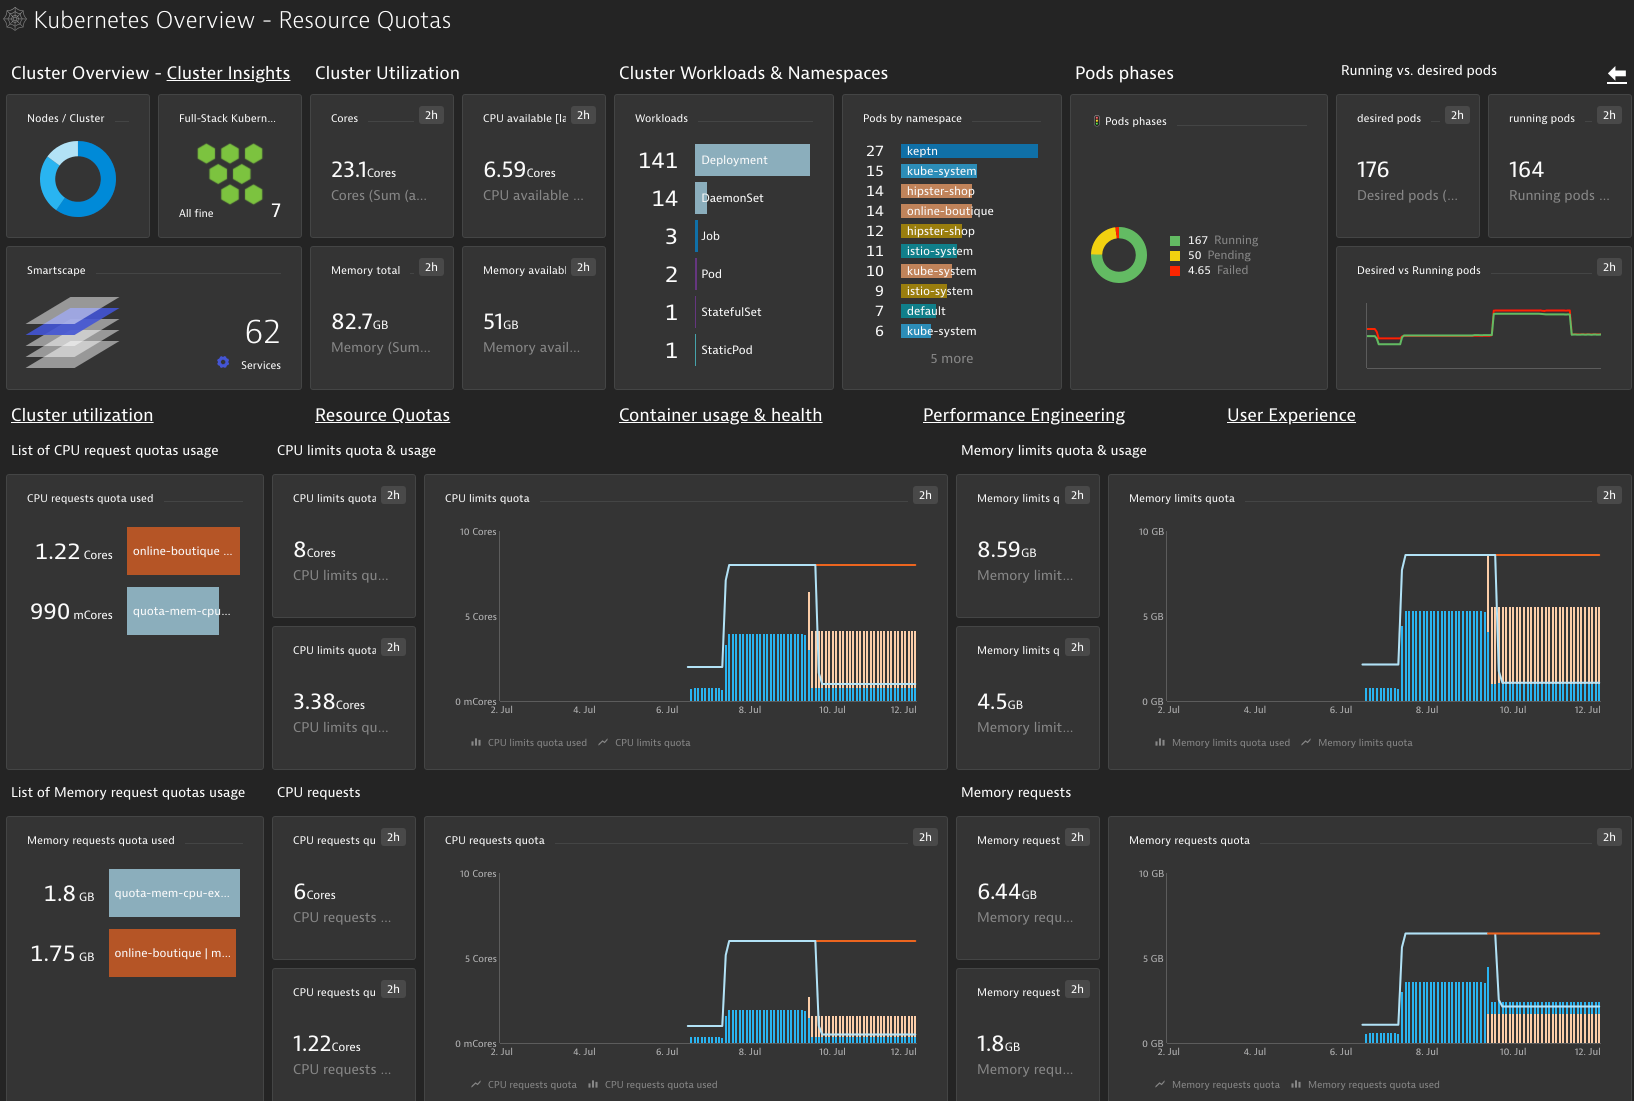 Kubernetes Overview - Resource Quotas
Cluster Overview - Cluster Insights
Cluster Utilization
Cluster Workloads & Namespaces
Pods phases
Running vs. desired pods
Nodes / Cluster
Full-Stack Kubern...
All fine
7
Cores
2h
23.1Cores
Cores (Sum (a...
CPU available [la
2h
6.59Cores
CPU available ...
Workloads
141 Deployment
14 DaemonSet
3 Job
2 Pod
1 StatefulSet
1 StaticPod
Pods by namespace
27 keptn
15 kube-system
14 hipster-shop
14 online-boutique
12 hipster-shop
11 istio-system
10 kube-system
9 istio-system
7 default
6 kube-system
5 more
Pods phases
167 Running
50 Pending
4.65 Failed
desired pods
2h
176
Desired pods (...
running pods
2h
164
Running pods ...
Smartscape
62
Services
Memory total
2h
82.7GB
Memory (Sum...
Memory availabl
2h
51GB
Memory avail...
Desired vs Running pods
2h
Cluster utilization
Resource Quotas
Container usage & health
Performance Engineering
User Experience
List of CPU request quotas usage
CPU limits quota & usage
Memory limits quota & usage
CPU requests quota used
1.22 Cores
online-boutique ...
990 mCores
quota-mem-cpu...
CPU limits quota
2h
8Cores
CPU limits qu...
CPU limits quota
2h
3.38Cores
CPU limits qu...
CPU limits quota
2h
10 Cores
5 Cores
0 mCores
2. Jul
4. Jul
6. Jul
8. Jul
10. Jul
12. Jul
CPU limits quota used
CPU limits quota
Memory limits q
2h
8.59GB
Memory limit...
Memory limits q
2h
4.5GB
Memory limit...
Memory limits quota
2h
10 GB
5 GB
0 GB
2. Jul
4. Jul
6. Jul
8. Jul
10. Jul
12. Jul
Memory limits quota used
Memory limits quota
List of Memory request quotas usage
CPU requests
Memory requests
Memory requests quota used
1.8 GB
quota-mem-cpu-ex...
1.75 GB
online-boutique | m...
CPU requests qu
2h
6Cores
CPU requests ...
CPU requests qu
2h
1.22Cores
CPU requests ...
CPU requests quota
2h
10 Cores
5 Cores
0 mCores
2. Jul
4. Jul
6. Jul
8. Jul
10. Jul
12. Jul
CPU requests quota
CPU requests quota used
Memory request
2h
6.44GB
Memory requ...
Memory request
2h
1.8GB
Memory requ...
Memory requests quota
2h
10 GB
5 GB
0 GB
2. Jul
4. Jul
6. Jul
8. Jul
10. Jul
12. Jul
Memory requests quota
Memory requests quota used